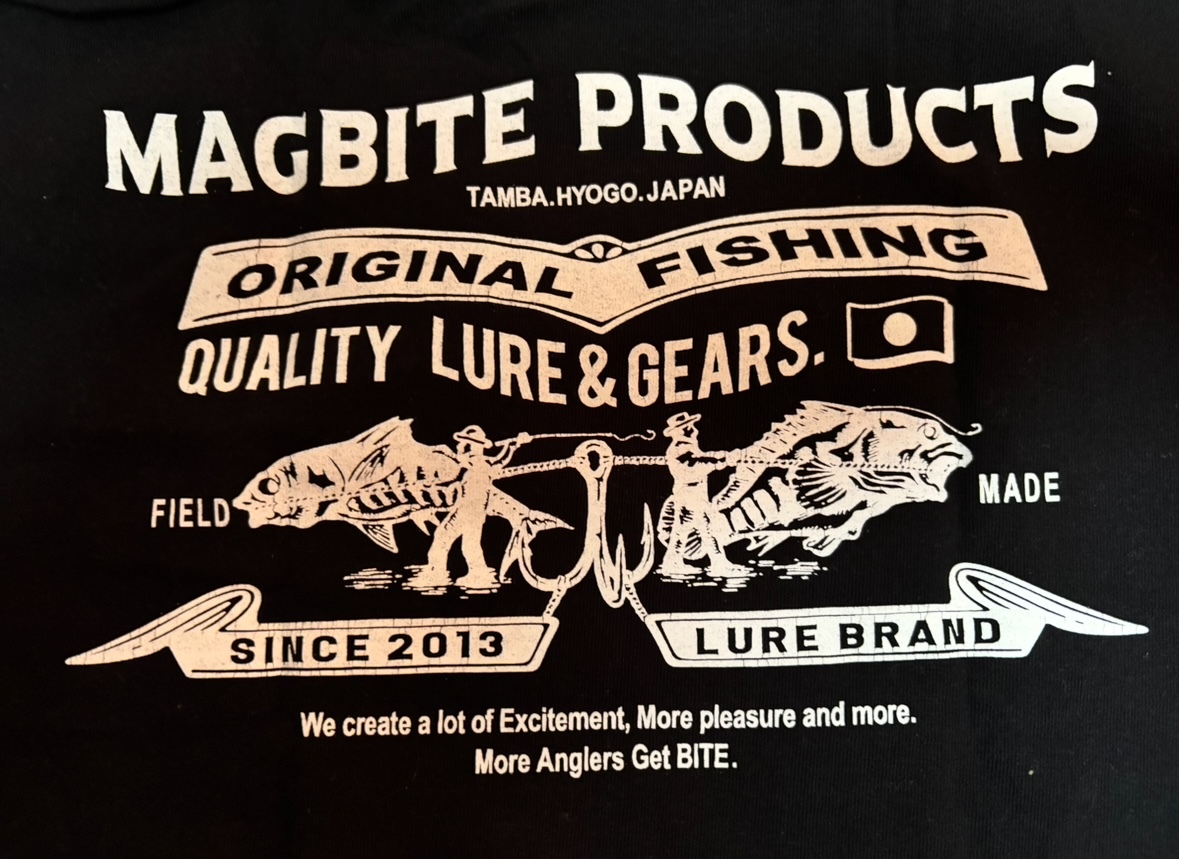 MAGBITE PRODUCTS
TAMBA.HYOGO.JAPAN
ORIGINAL FISHING
QUALITY LURE & GEARS.
FIELD MADE
SINCE 2013 LURE BRAND
We create a lot of Excitement, More pleasure and more.
More Anglers Get BITE.